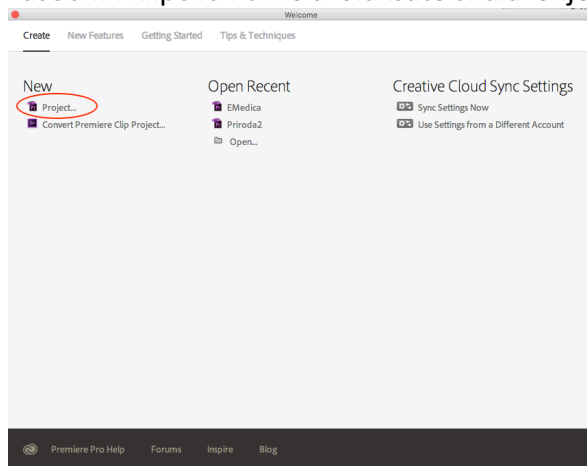 Welcome
Create New Features Getting Started Tips & Techniques
New
Project...
Convert Premiere Clip Project...
Open Recent
EMedica
Priroda2
Open...
Creative Cloud Sync Settings
Sync Settings Now
Use Settings from a Different Account
Premiere Pro Help Forums Inspire Blog